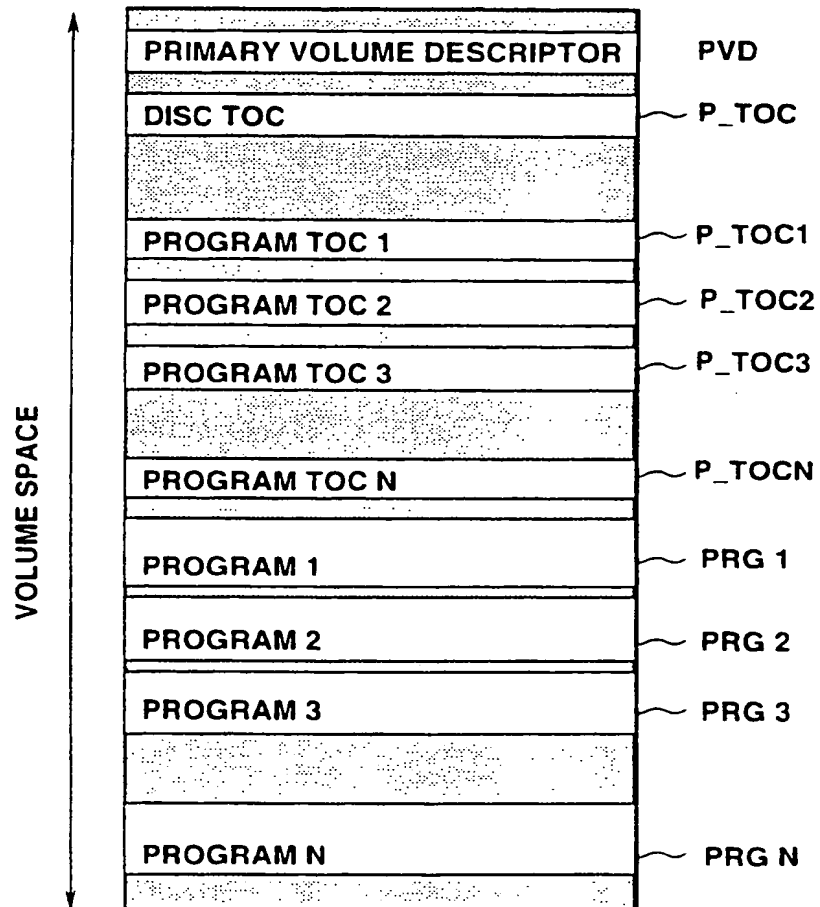 PRIMARY VOLUME DESCRIPTOR PVD
DISC TOC P_TOC
PROGRAM TOC 1 P_TOC1
PROGRAM TOC 2 P_TOC2
PROGRAM TOC 3 P_TOC3
PROGRAM TOC N P_TOCN
PROGRAM 1 PRG 1
PROGRAM 2 PRG 2
PROGRAM 3 PRG 3
PROGRAM N PRG N
VOLUME SPACE